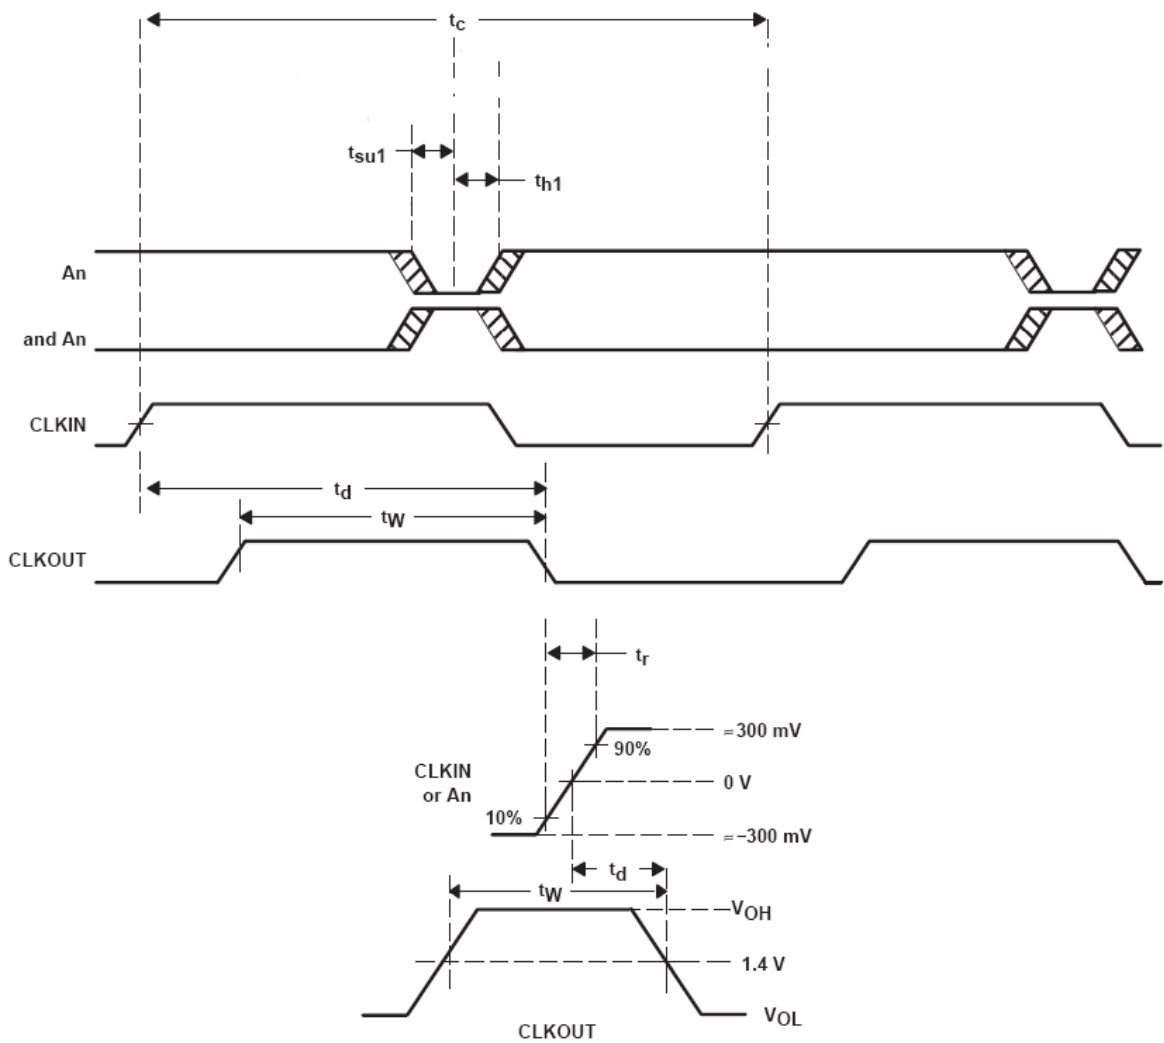 tc
tsu1
th1
An
and An
CLKIN
td
tW
CLKOUT
tr
≈ 300 mV
90%
CLKIN
or An
0 V
10%
≈ –300 mV
td
tW
VOH
1.4 V
VOL
CLKOUT